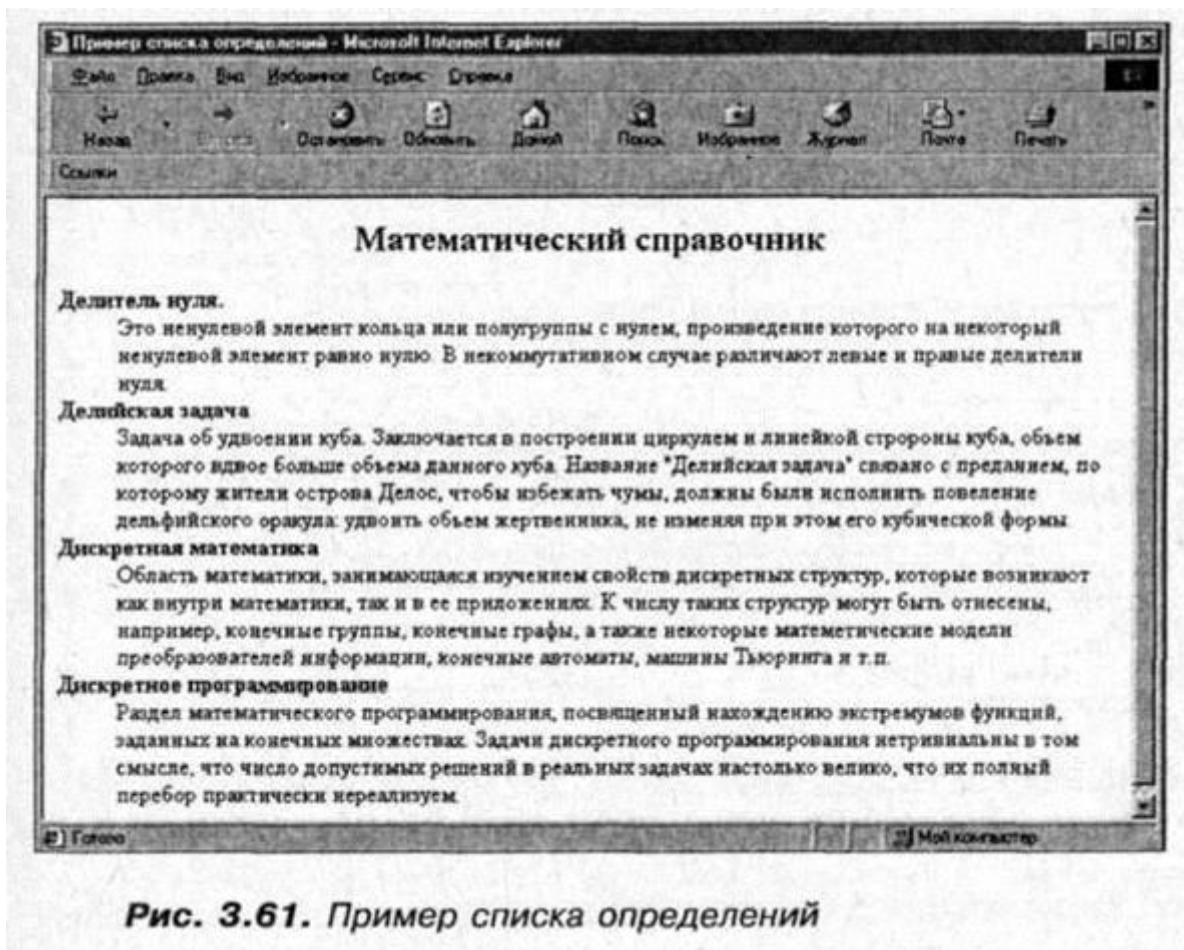 Пример списка определений - Microsoft Internet Explorer
Файл Правка Вид Избранное Сервис Справка
Назад Остановить Обновить Домой Поиск Избранное Журнал Почта Печать
Ссылки
Математический справочник
Делитель нуля.
Это ненулевой элемент кольца или полугруппы с нулем, произведение которого на некоторый
ненулевой элемент равно нулю. В некоммутативном случае различают левые и правые делители
нуля.
Делийская задача
Задача об удвоении куба. Заключается в построении циркулем и линейкой стророны куба, объем
которого вдвое больше объема данного куба. Название "Делийская задача" связано с преданием, по
которому жители острова Делос, чтобы избежать чумы, должны были исполнить повеление
дельфийского оракула: удвоить объем жертвенника, не изменяя при этом его кубической формы.
Дискретная математика
Область математики, занимающаяся изучением свойств дискретных структур, которые возникают
как внутри математики, так и в ее приложениях. К числу таких структур могут быть отнесены,
например, конечные группы, конечные графы, а также некоторые матеметические модели
преобразователей информации, конечные автоматы, машины Тьюринга и т.п.
Дискретное программирование
Раздел математического программирования, посвященный нахождению экстремумов функций,
заданных на конечных множествах. Задачи дискретного программирования нетривиальны в том
смысле, что число допустимых решений в реальных задачах настолько велико, что их полный
перебор практически нереализуем.
Готово Мой компьютер
Рис. 3.61. Пример списка определений